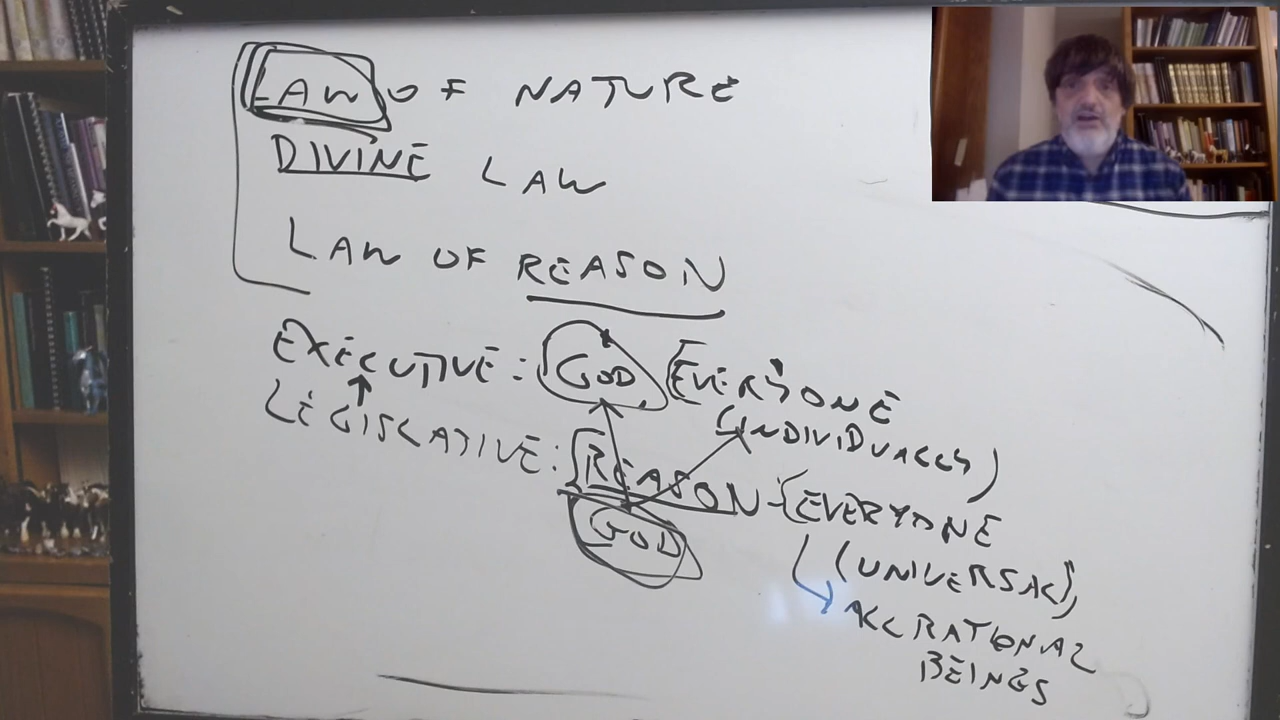 LAW OF NATURE
DIVINE LAW
LAW OF REASON
EXECUTIVE: GOD EVERYONE
(INDIVIDUALLY)
LEGISLATIVE: REASON - EVERYONE
GOD
(UNIVERSAL)
ALL RATIONAL
BEINGS